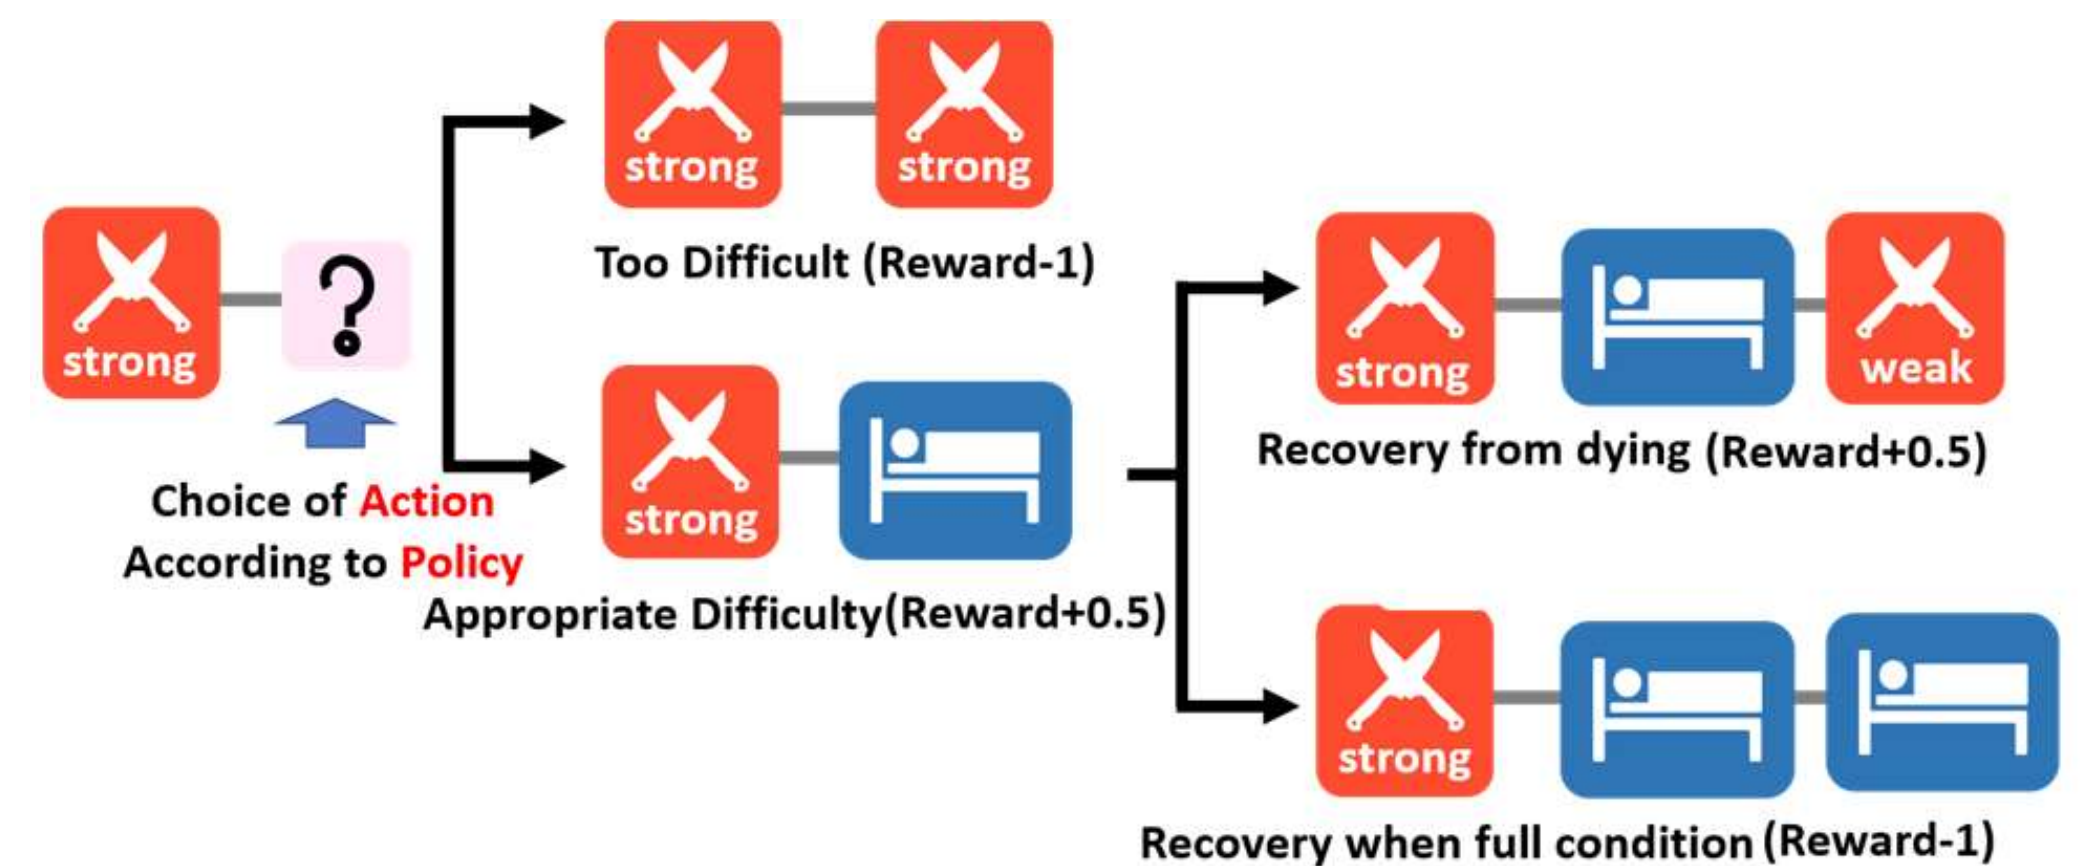 strong
?
Choice of Action
According to Policy
strong
strong
Too Difficult (Reward-1)
strong
Appropriate Difficulty(Reward+0.5)
strong
weak
Recovery from dying (Reward+0.5)
strong
Recovery when full condition (Reward-1)